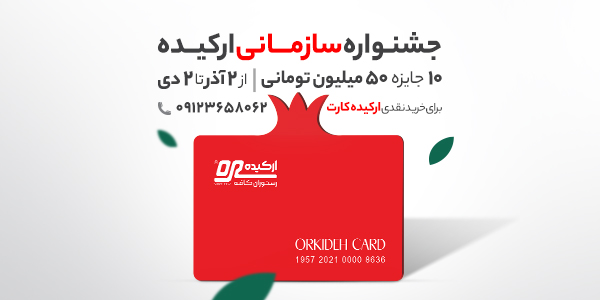 جشنواره سازمانی ارکیده
۱۰ جایزه ۵۰ میلیون تومانی | از ۲ آذر تا ۲ دی
برای خرید نقدی ارکیده کارت ۰۹۱۲۳۶۵۸۰۶۲
ارکیده
رستوران کافه
ORKIDEH CARD
1957 2021 0000 8636